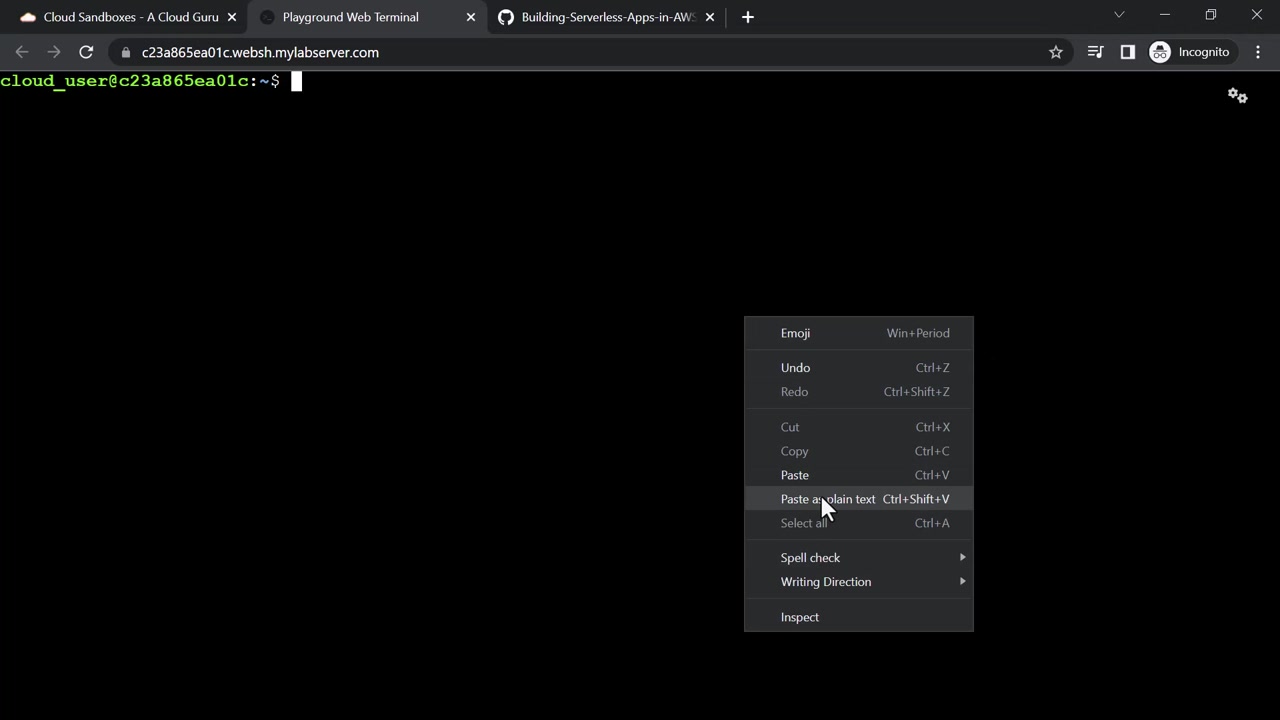 Cloud Sandboxes - A Cloud Guru
Playground Web Terminal
Building-Serverless-Apps-in-AWS
c23a865ea01c.websh.mylabserver.com
Incognito
cloud_user@c23a865ea01c:~$
Emoji Win+Period
Undo Ctrl+Z
Redo Ctrl+Shift+Z
Cut Ctrl+X
Copy Ctrl+C
Paste Ctrl+V
Paste as plain text Ctrl+Shift+V
Select all Ctrl+A
Spell check
Writing Direction
Inspect